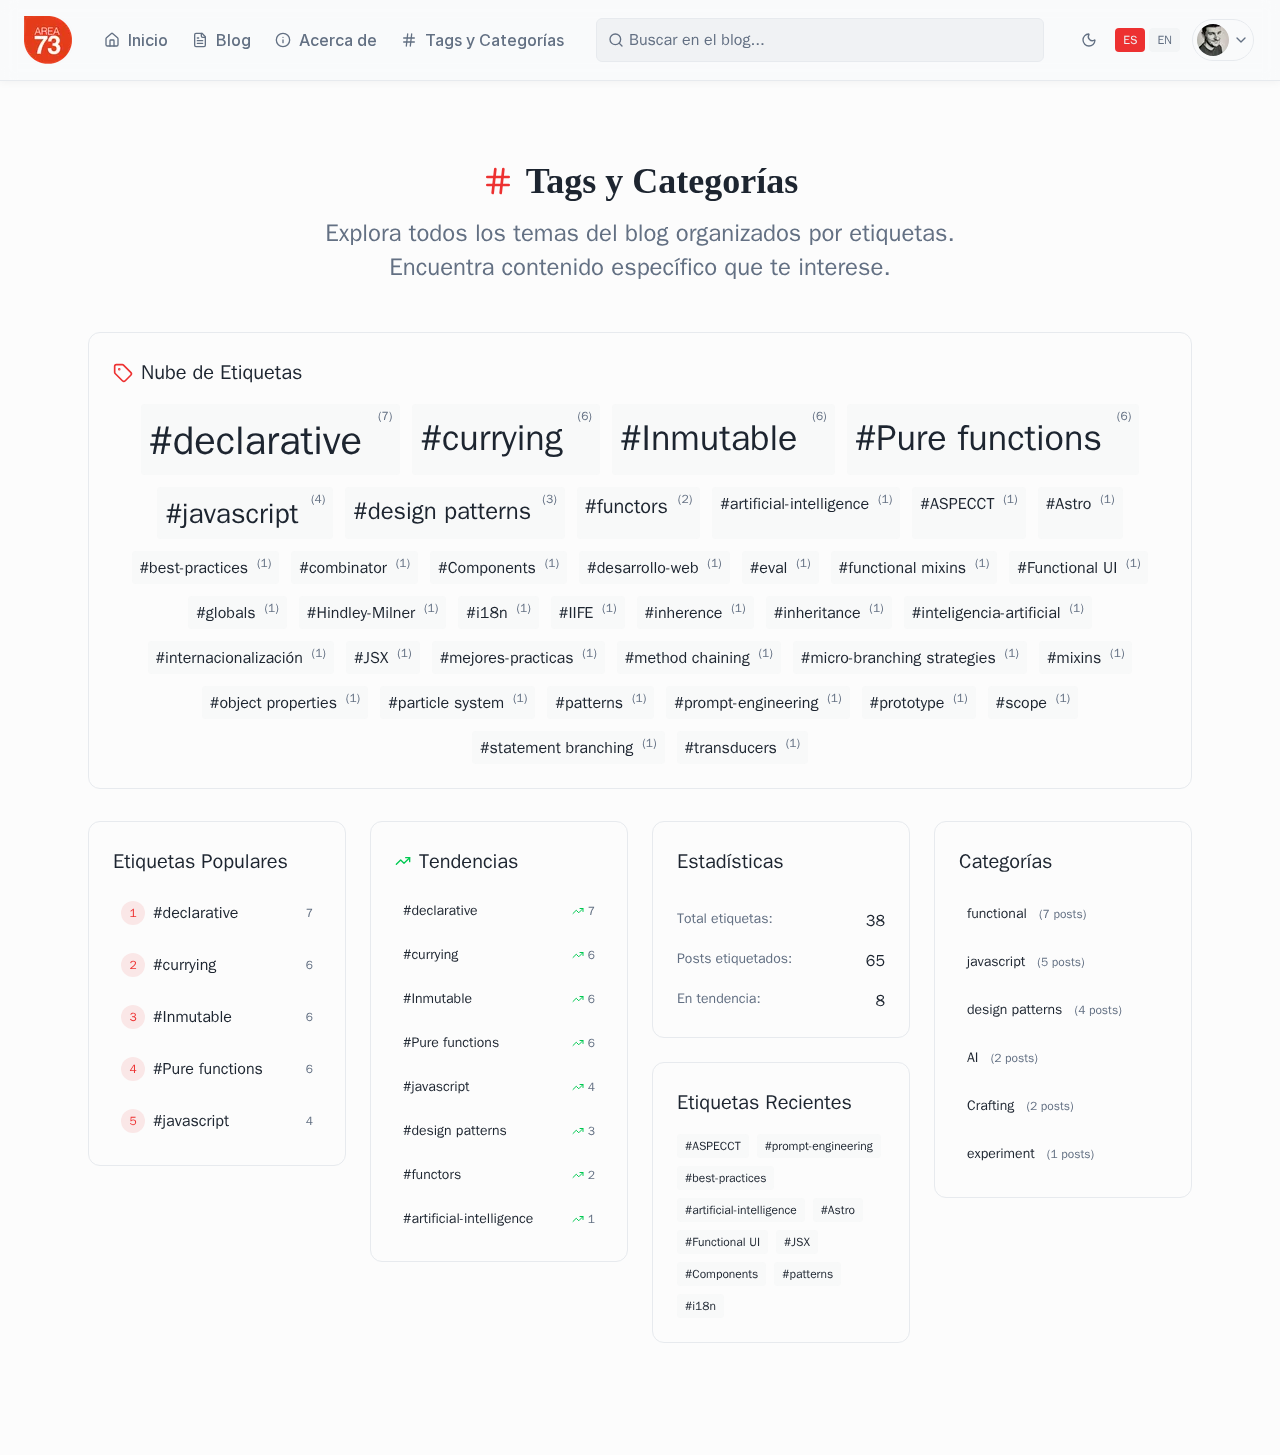 AREA
73
Inicio
Blog
Acerca de
Tags y Categorías
Buscar en el blog...
ES
EN
Tags y Categorías
Explora todos los temas del blog organizados por etiquetas.
Encuentra contenido específico que te interese.
Nube de Etiquetas
#declarative (7) #currying (6) #Inmutable (6) #Pure functions (6)
#javascript (4) #design patterns (3) #functors (2) #artificial-intelligence (1) #ASPECCT (1) #Astro (1)
#best-practices (1) #combinator (1) #Components (1) #desarrollo-web (1) #eval (1) #functional mixins (1) #Functional UI (1)
#globals (1) #Hindley-Milner (1) #i18n (1) #IIFE (1) #inherence (1) #inheritance (1) #inteligencia-artificial (1)
#internacionalización (1) #JSX (1) #mejores-practicas (1) #method chaining (1) #micro-branching strategies (1) #mixins (1)
#object properties (1) #particle system (1) #patterns (1) #prompt-engineering (1) #prototype (1) #scope (1)
#statement branching (1) #transducers (1)
Etiquetas Populares
1 #declarative 7
2 #currying 6
3 #Inmutable 6
4 #Pure functions 6
5 #javascript 4
Tendencias
#declarative 7
#currying 6
#Inmutable 6
#Pure functions 6
#javascript 4
#design patterns 3
#functors 2
#artificial-intelligence 1
Estadísticas
Total etiquetas: 38
Posts etiquetados: 65
En tendencia: 8
Etiquetas Recientes
#ASPECCT #prompt-engineering
#best-practices
#artificial-intelligence #Astro
#Functional UI #JSX
#Components #patterns
#i18n
Categorías
functional (7 posts)
javascript (5 posts)
design patterns (4 posts)
AI (2 posts)
Crafting (2 posts)
experiment (1 posts)